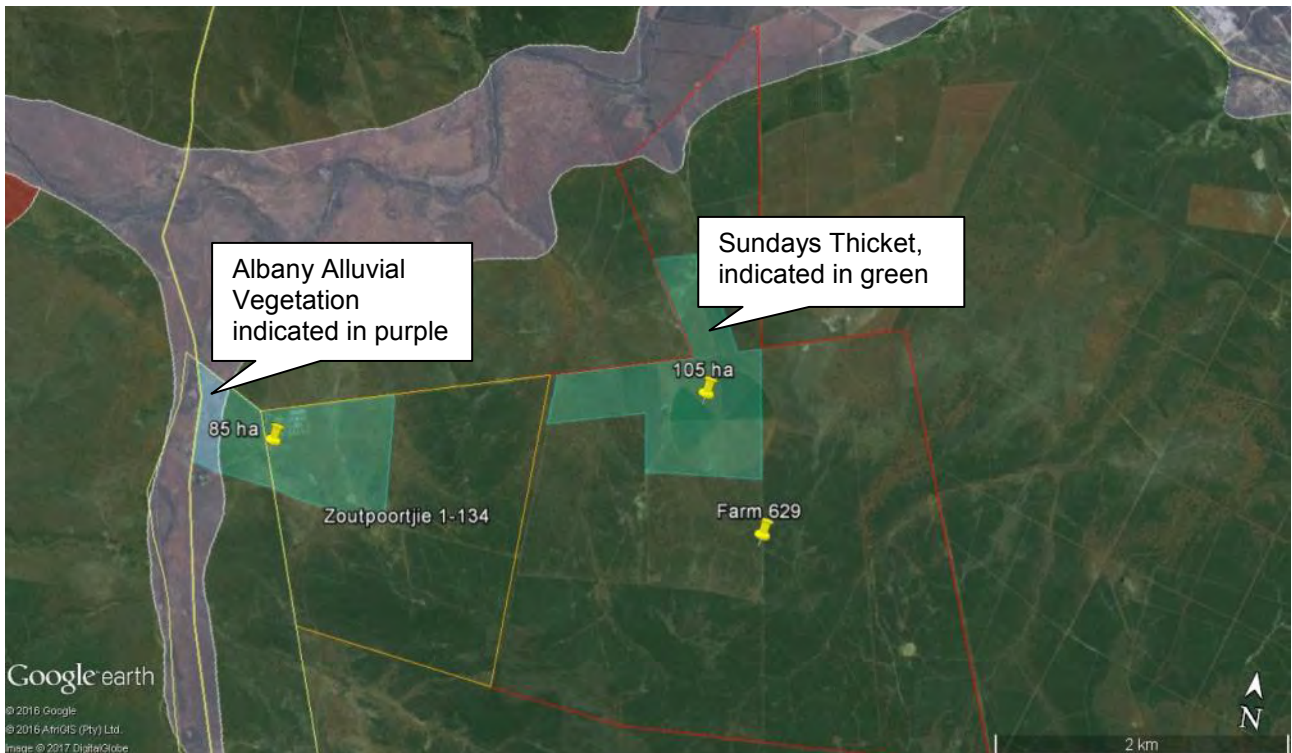 Albany Alluvial
Vegetation
indicated in purple
Sundays Thicket,
indicated in green
105 ha
85 ha
Zoutpoortjie 1-134
Farm 629
Google earth
© 2016 Google
© 2016 AfriGIS (Pty) Ltd.
Image © 2017 DigitalGlobe
N
2 km